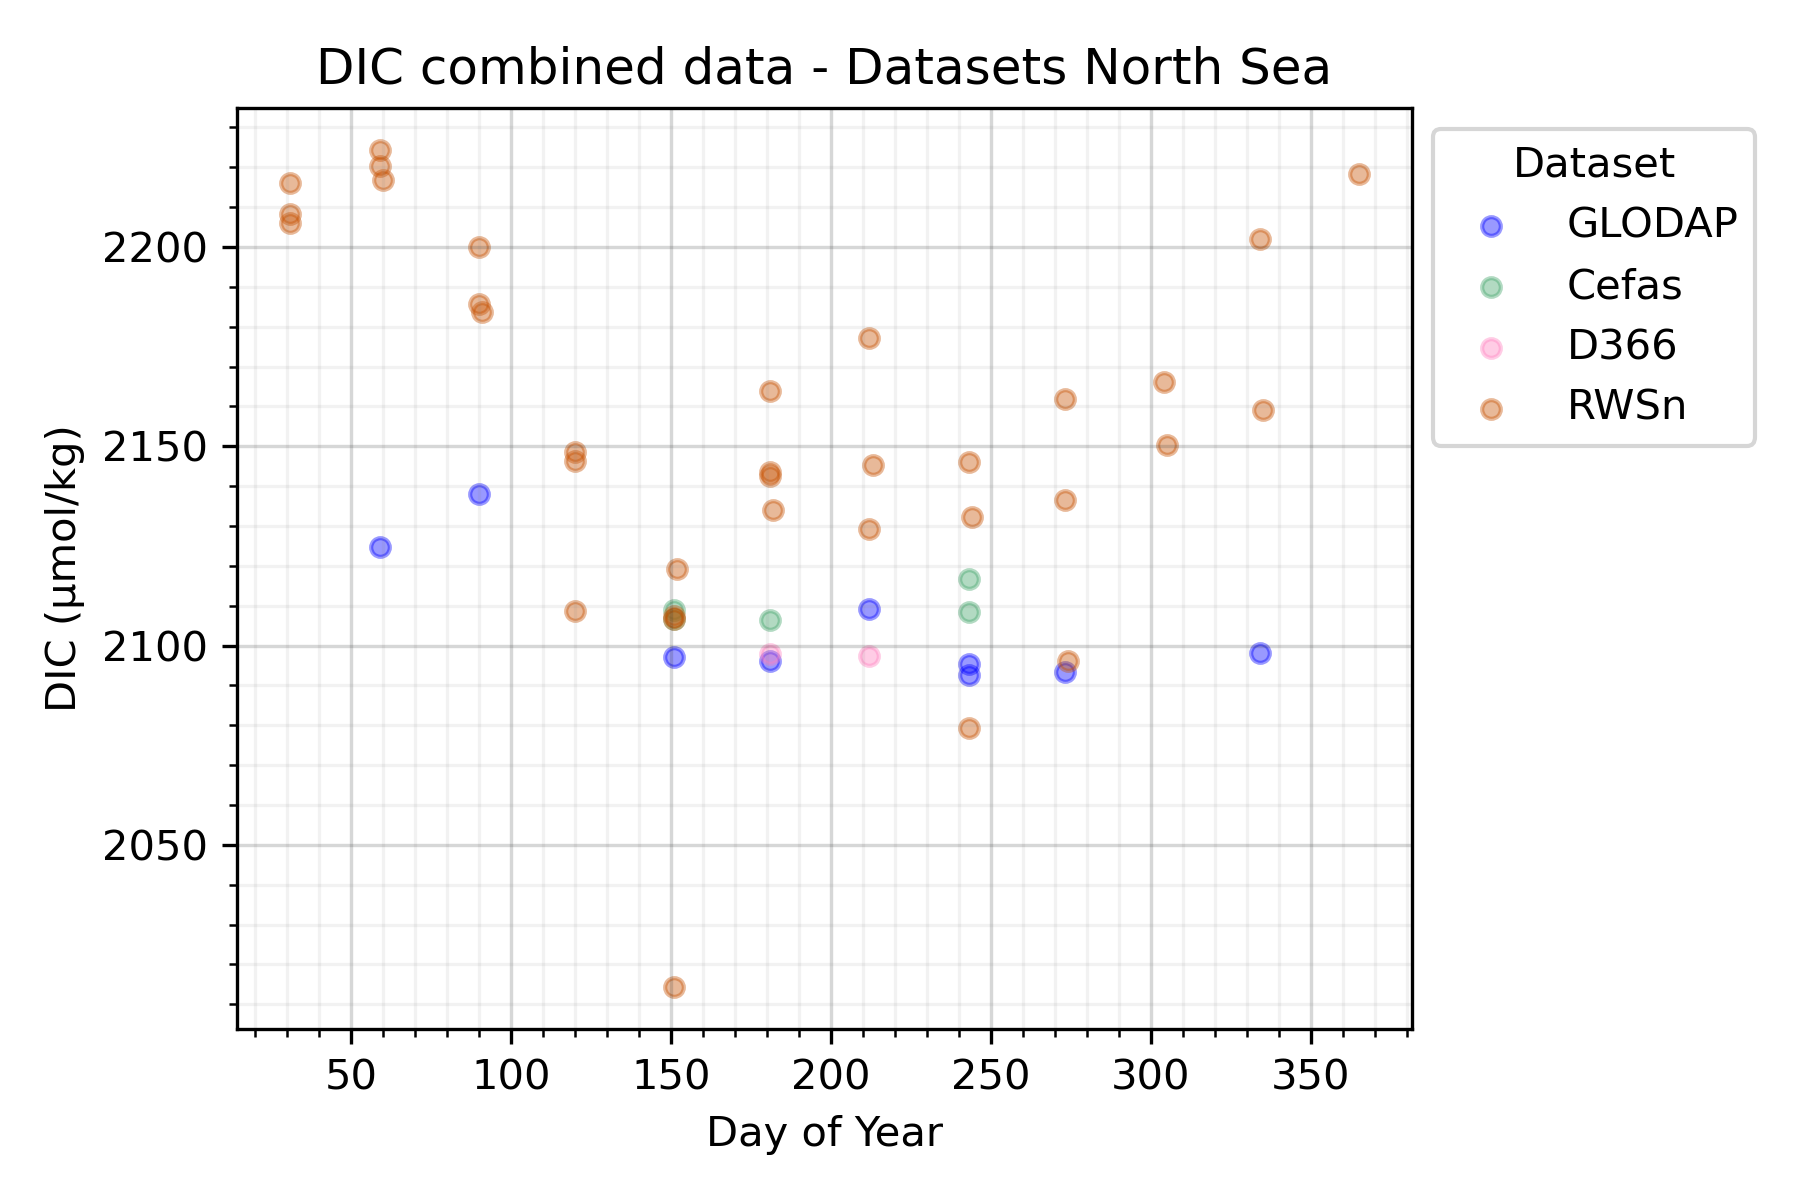 DIC combined data - Datasets North Sea
Dataset
GLODAP
Cefas
D366
RWSn
2200
2150
2100
2050
DIC (µmol/kg)
50 100 150 200 250 300 350
Day of Year